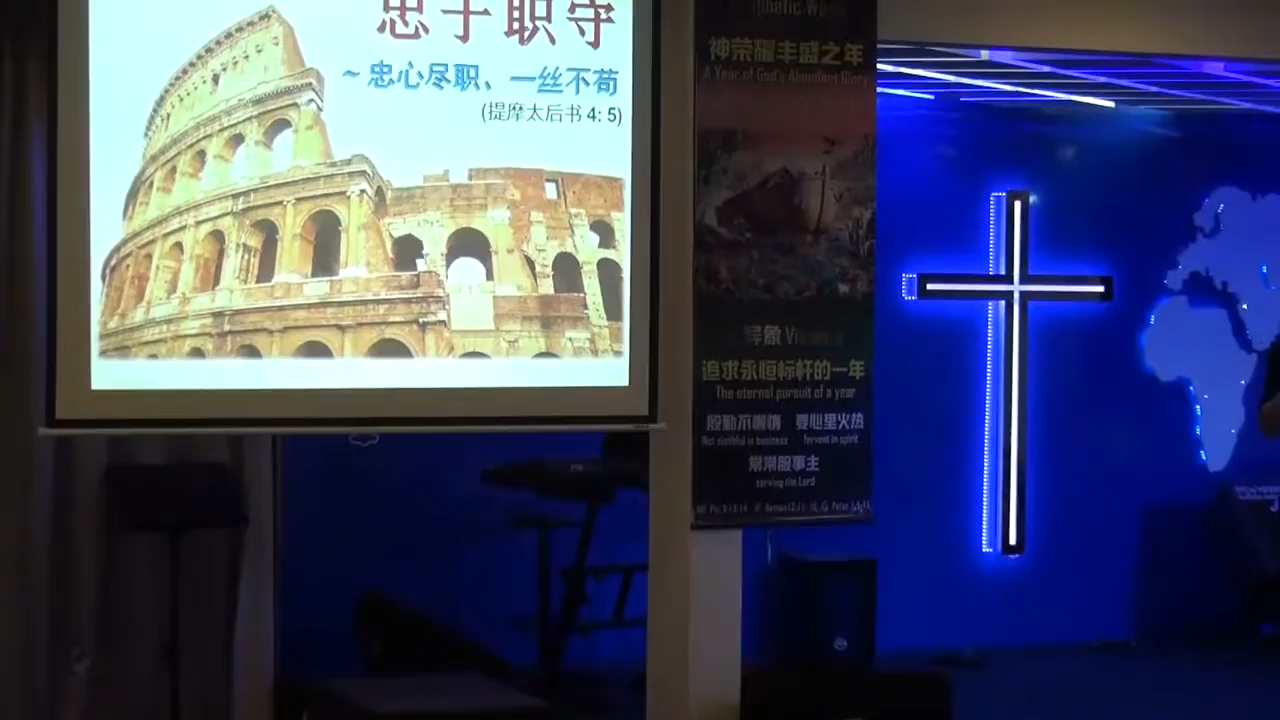 忠于职守
~ 忠心尽职、一丝不苟
(提摩太后书 4: 5)
神荣耀丰盛之年
A Year of God's Abundant Glory
异象
追求永恒标杆的一年
The eternal pursuit of a year
殷勤不懒惰 要心里火热
Not slothful in business fervent in spirit
常常服事主
serving the Lord